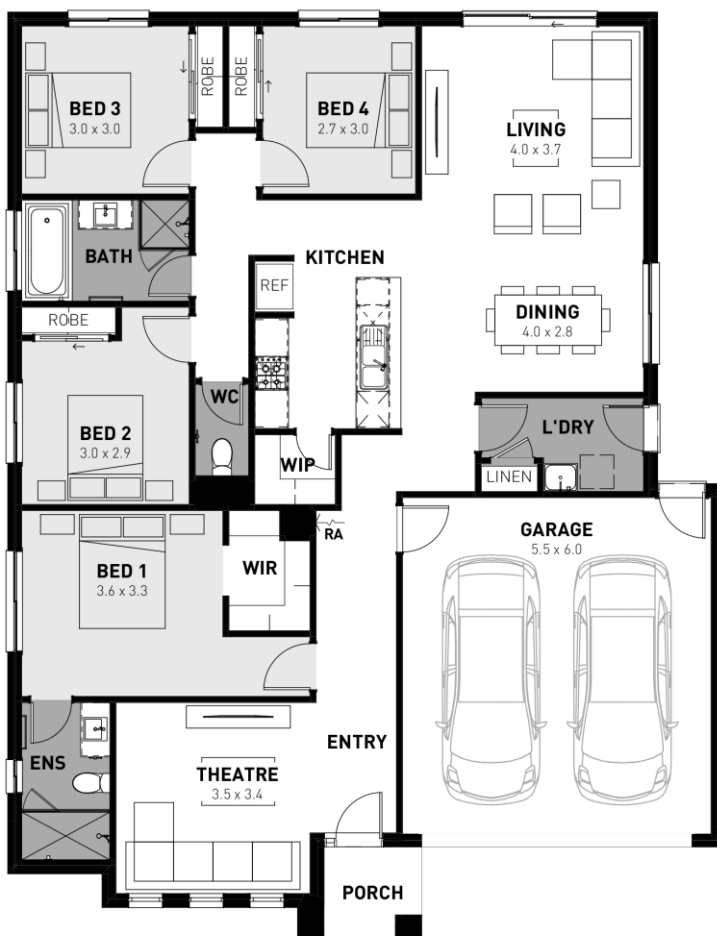 ROBE
ROBE
BED 3
3.0 x 3.0
BED 4
2.7 x 3.0
LIVING
4.0 x 3.7
BATH
KITCHEN
REF
DINING
4.0 x 2.8
ROBE
BED 2
3.0 x 2.9
WC
WIP
L'DRY
LINEN
RA
GARAGE
5.5 x 6.0
BED 1
3.6 x 3.3
WIR
ENTRY
ENS
THEATRE
3.5 x 3.4
PORCH